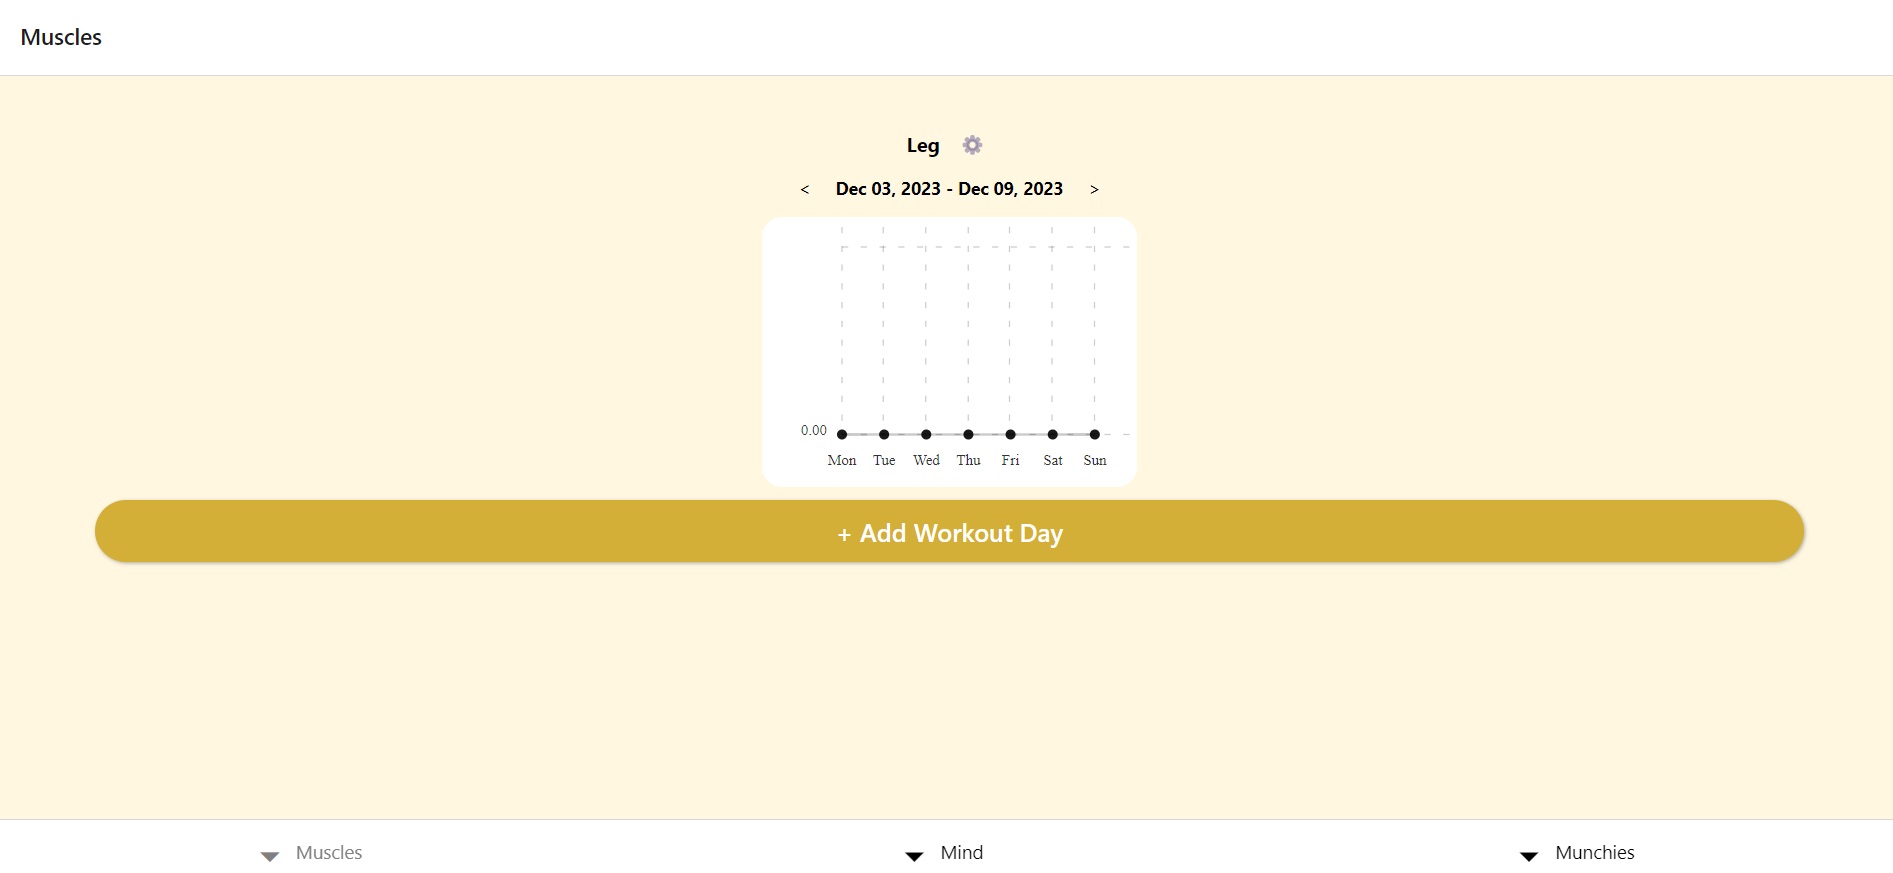 Muscles
Leg
< Dec 03, 2023 - Dec 09, 2023 >
0.00
Mon Tue Wed Thu Fri Sat Sun
+ Add Workout Day
Muscles Mind Munchies